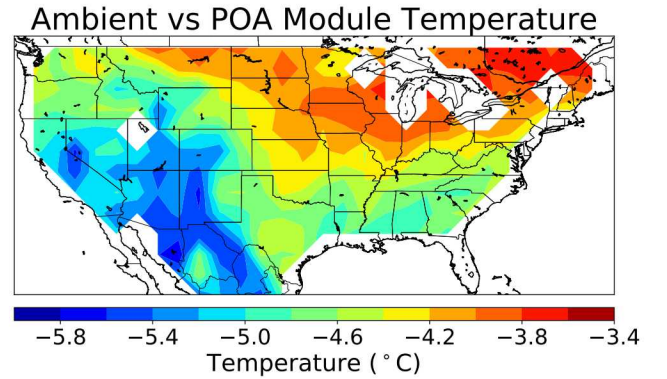 Ambient vs POA Module Temperature
−5.8 −5.4 −5.0 −4.6 −4.2 −3.8 −3.4
Temperature (°C)